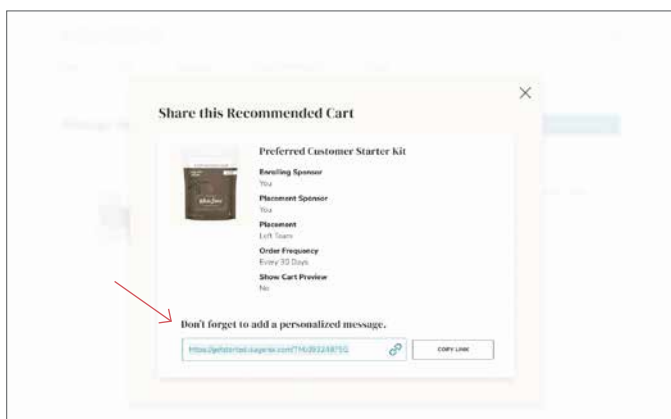 Share this Recommended Cart
Preferred Customer Starter Kit
Enrolling Sponsor
You
Placement Sponsor
You
Placement
Left Team
Order Frequency
Every 30 Days
Show Cart Preview
No
Don't forget to add a personalized message.
COPY LINK